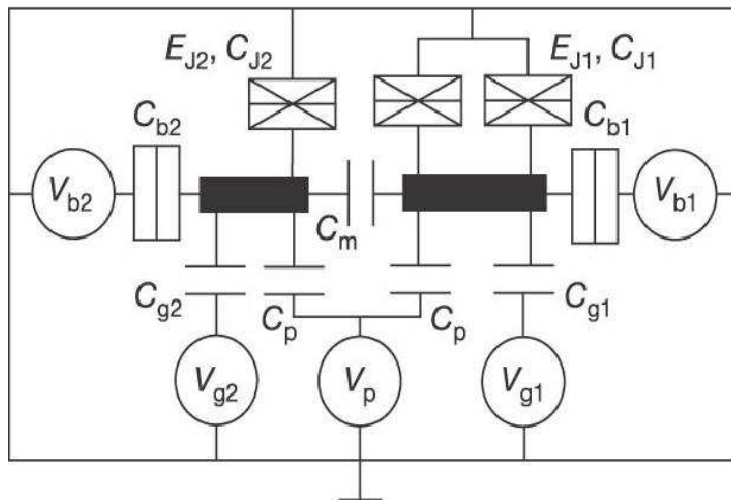 E_J2, C_J2
E_J1, C_J1
C_b2
C_b1
V_b2
V_b1
C_m
C_g2
C_p
C_p
C_g1
V_g2
V_p
V_g1